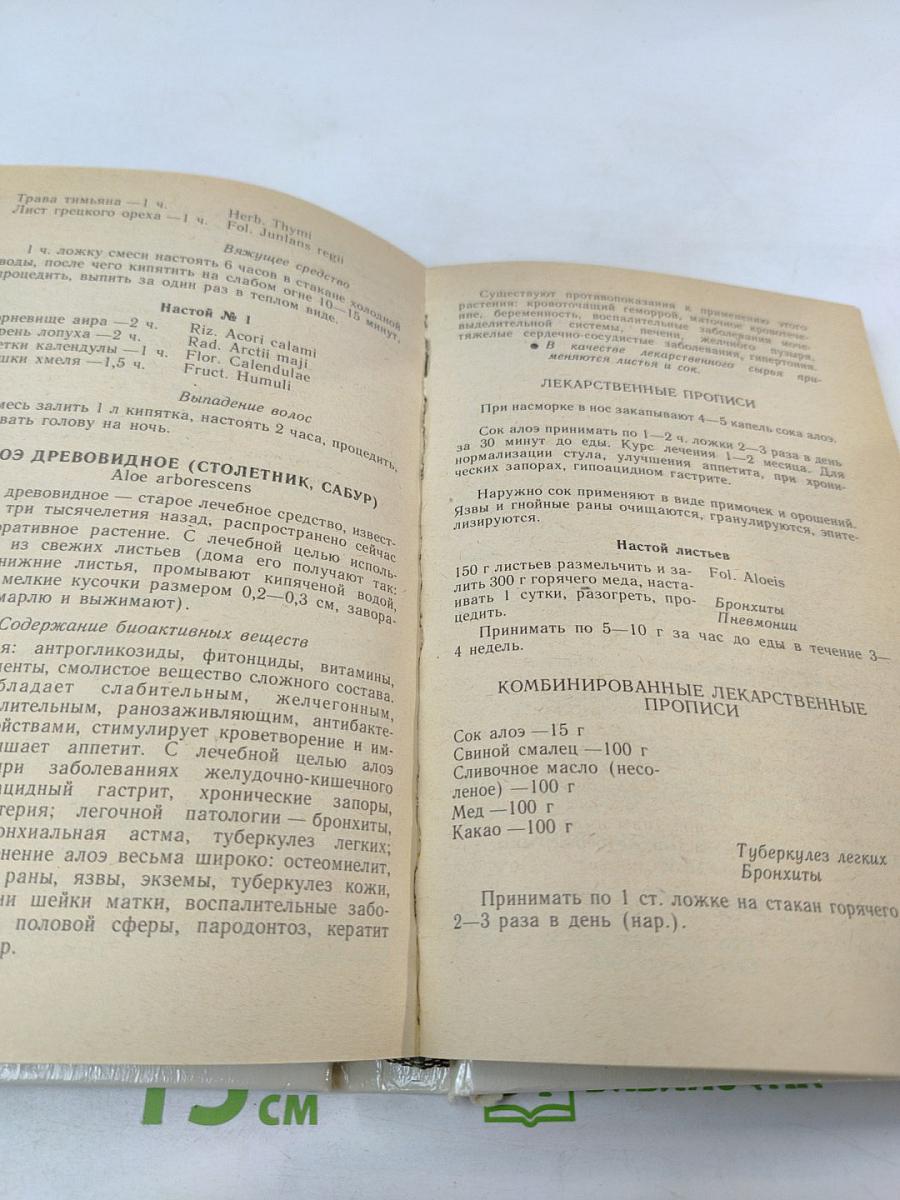 Трава тимьяна —1 ч. Herb. Thymi
Лист грецкого ореха —1 ч. Fol. Junlans regii
Вяжущее средство
1 ч. ложку смеси настоять 6 часов в стакане холодной
воды, после чего кипятить на слабом огне 10—15 минут,
процедить, выпить за один раз в теплом виде.
Настой № 1
орневище аира —2 ч. Riz. Acori calami
рень лопуха —2 ч. Rad. Arctii maji
етки календулы —1 ч. Flor. Calendulae
шки хмеля —1,5 ч. Fruct. Humuli
Выпадение волос
месь залить 1 л кипятка, настоять 2 часа, процедить,
вать голову на ночь.
ОЭ ДРЕВОВИДНОЕ (СТОЛЕТНИК, САБУР)
Aloe arborescens
древовидное — старое лечебное средство, извест-
три тысячелетия назад, распространено сейчас
оративное растение. С лечебной целью исполь-
из свежих листьев (дома его получают так:
нижние листья, промывают кипяченой водой,
мелкие кусочки размером 0,2—0,3 см, завора-
марлю и выжимают).
Содержание биоактивных веществ
я: антрогликозиды, фитонциды, витамины,
менты, смолистое вещество сложного состава.
бладает слабительным, желчегонным,
лительным, ранозаживляющим, антибакте-
ойствами, стимулирует кроветворение и им-
шает аппетит. С лечебной целью алоэ
при заболеваниях желудочно-кишечного
ацидный гастрит, хронические запоры,
терия; легочной патологии — бронхиты,
онхиальная астма, туберкулез легких;
нение алоэ весьма широко: остеомиелит,
раны, язвы, экземы, туберкулез кожи,
ни шейки матки, воспалительные забо-
половой сферы, пародонтоз, кератит
р.
Существуют противопоказания к применению этого
растения: кровоточащий геморрой, маточное кровотече-
ние, беременность, воспалительные заболевания моче-
выделительной системы, печени, желчного пузыря,
тяжелые сердечно-сосудистые заболевания, гипертония.
● В качестве лекарственного сырья при-
меняются листья и сок.
ЛЕКАРСТВЕННЫЕ ПРОПИСИ
При насморке в нос закапывают 4—5 капель сока алоэ.
Сок алоэ принимать по 1—2 ч. ложки 2—3 раза в день
за 30 минут до еды. Курс лечения 1—2 месяца. Для
нормализации стула, улучшения аппетита, при хрони-
ческих запорах, гипоацидном гастрите.
Наружно сок применяют в виде примочек и орошений.
Язвы и гнойные раны очищаются, гранулируются, эпите-
лизируются.
Настой листьев
150 г листьев размельчить и за- Fol. Aloeis
лить 300 г горячего меда, наста-
ивать 1 сутки, разогреть, про- Бронхиты
цедить. Пневмонии
Принимать по 5—10 г за час до еды в течение 3—
4 недель.
КОМБИНИРОВАННЫЕ ЛЕКАРСТВЕННЫЕ
ПРОПИСИ
Сок алоэ —15 г
Свиной смалец —100 г
Сливочное масло (несо-
леное) —100 г
Мед —100 г
Какао —100 г
Туберкулез легких
Бронхиты
Принимать по 1 ст. ложке на стакан горячего
2—3 раза в день (нар.).
15 см